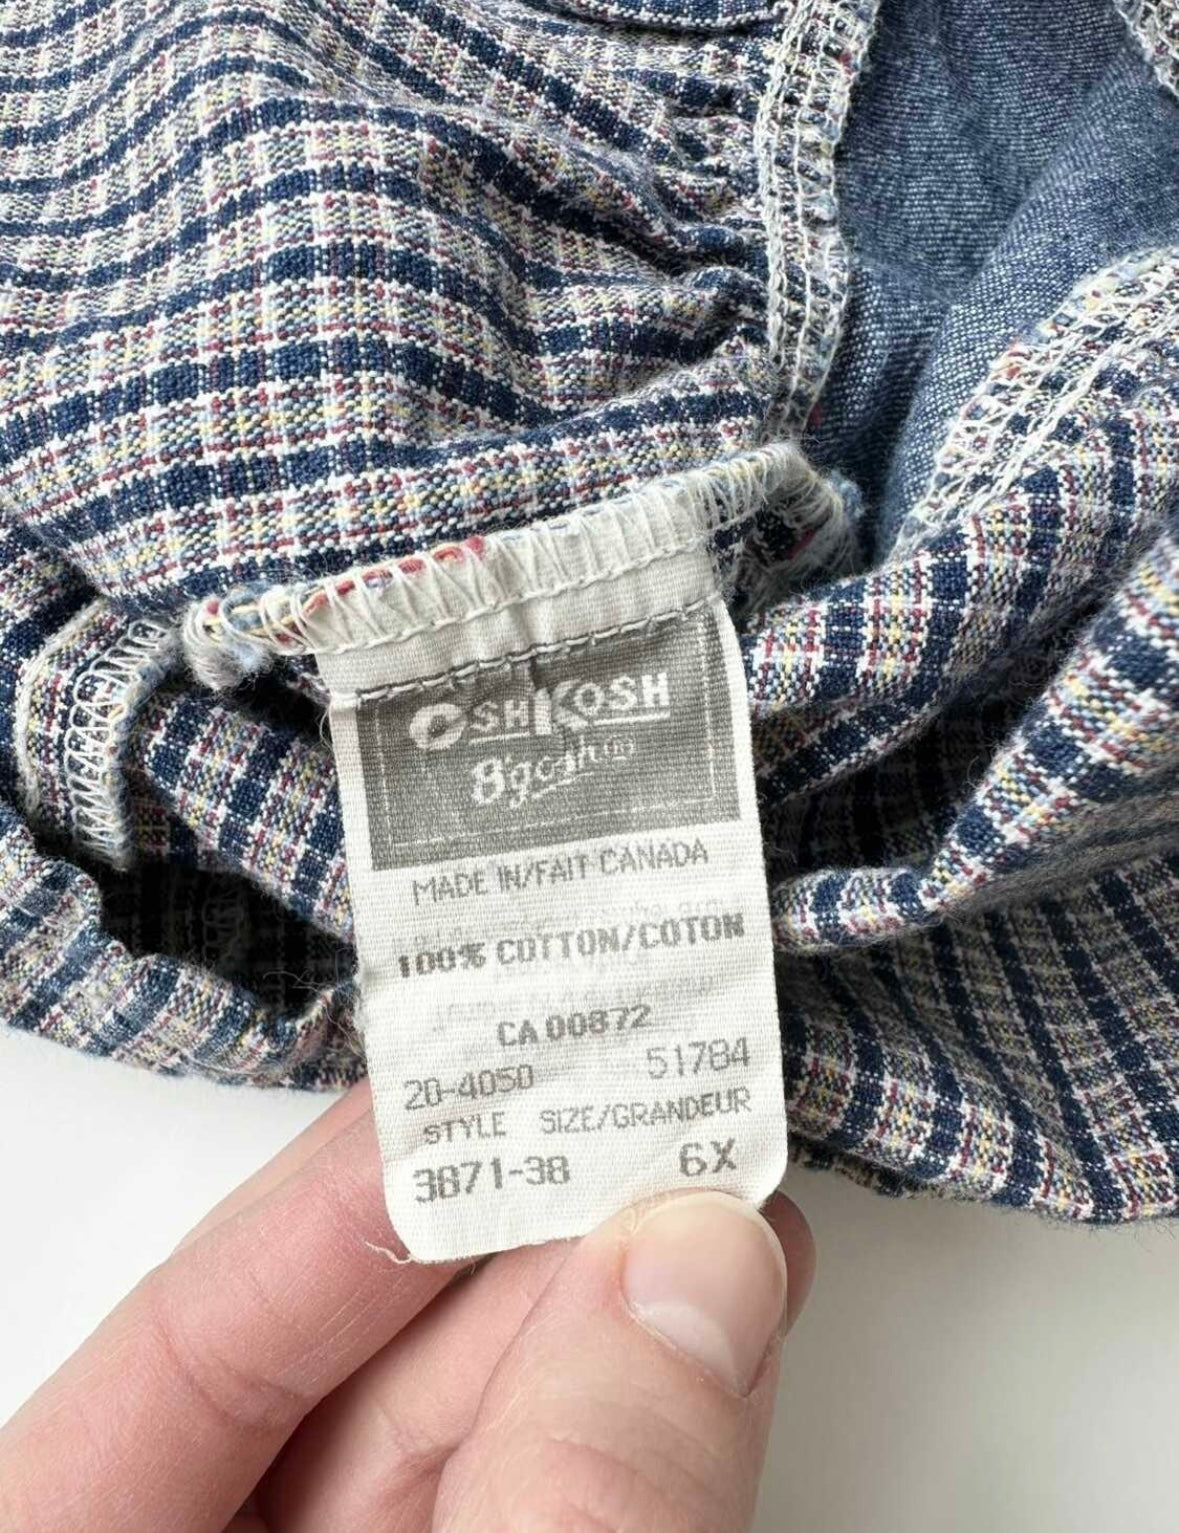 OSHKOSH
B'gosh
MADE IN/FAIT CANADA
100% COTTON/COTON
CA 00872
20-4050 51784
STYLE SIZE/GRANDEUR
3871-38 6X